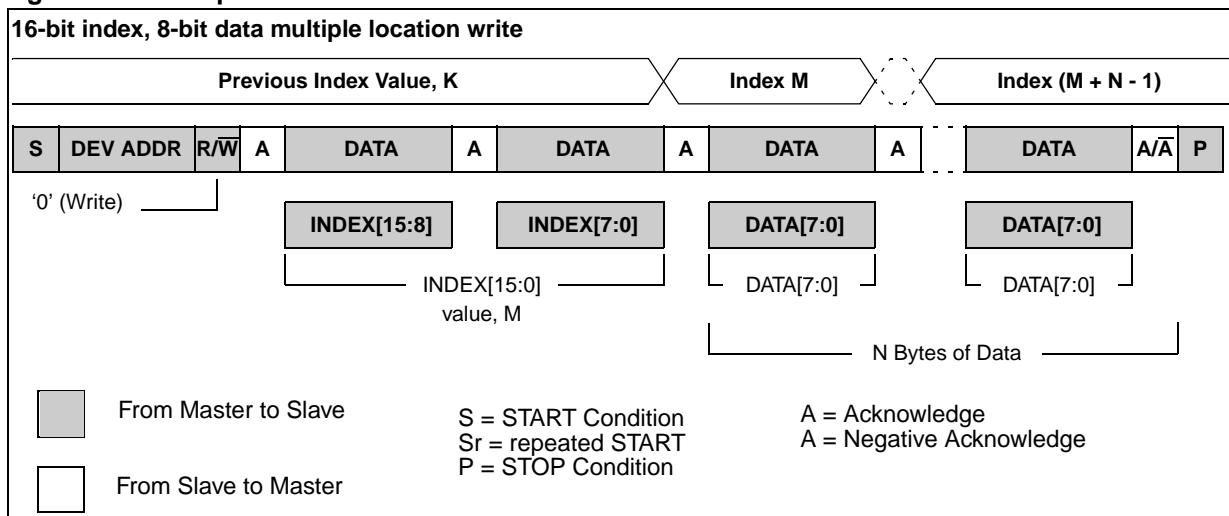 16-bit index, 8-bit data multiple location write
Previous Index Value, K Index M Index (M + N - 1)
S DEV ADDR R/W̅ A DATA A DATA A DATA A DATA A/A̅ P
‘0’ (Write)
INDEX[15:8] INDEX[7:0] DATA[7:0] DATA[7:0]
INDEX[15:0] DATA[7:0] DATA[7:0]
value, M
N Bytes of Data
From Master to Slave
From Slave to Master
S = START Condition
Sr = repeated START
P = STOP Condition
A = Acknowledge
A = Negative Acknowledge